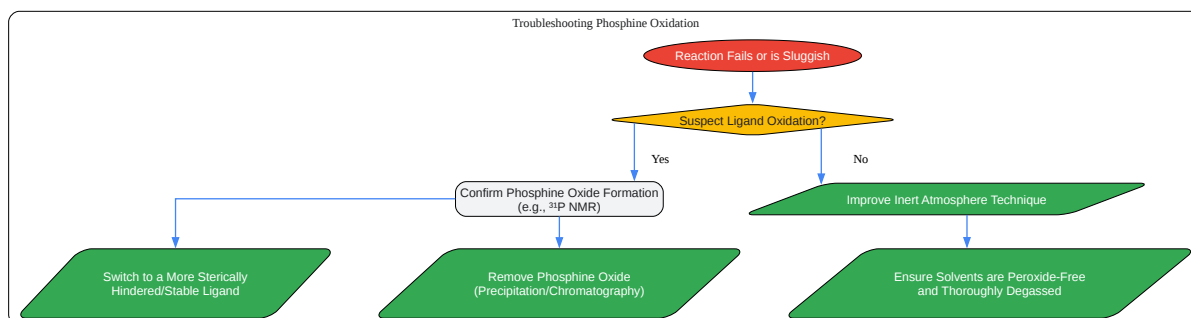 Troubleshooting Phosphine Oxidation
Reaction Fails or is Sluggish
Suspect Ligand Oxidation?
Yes
No
Confirm Phosphine Oxide Formation
(e.g., ³¹P NMR)
Improve Inert Atmosphere Technique
Switch to a More Sterically
Hindered/Stable Ligand
Remove Phosphine Oxide
(Precipitation/Chromatography)
Ensure Solvents are Peroxide-Free
and Thoroughly Degassed